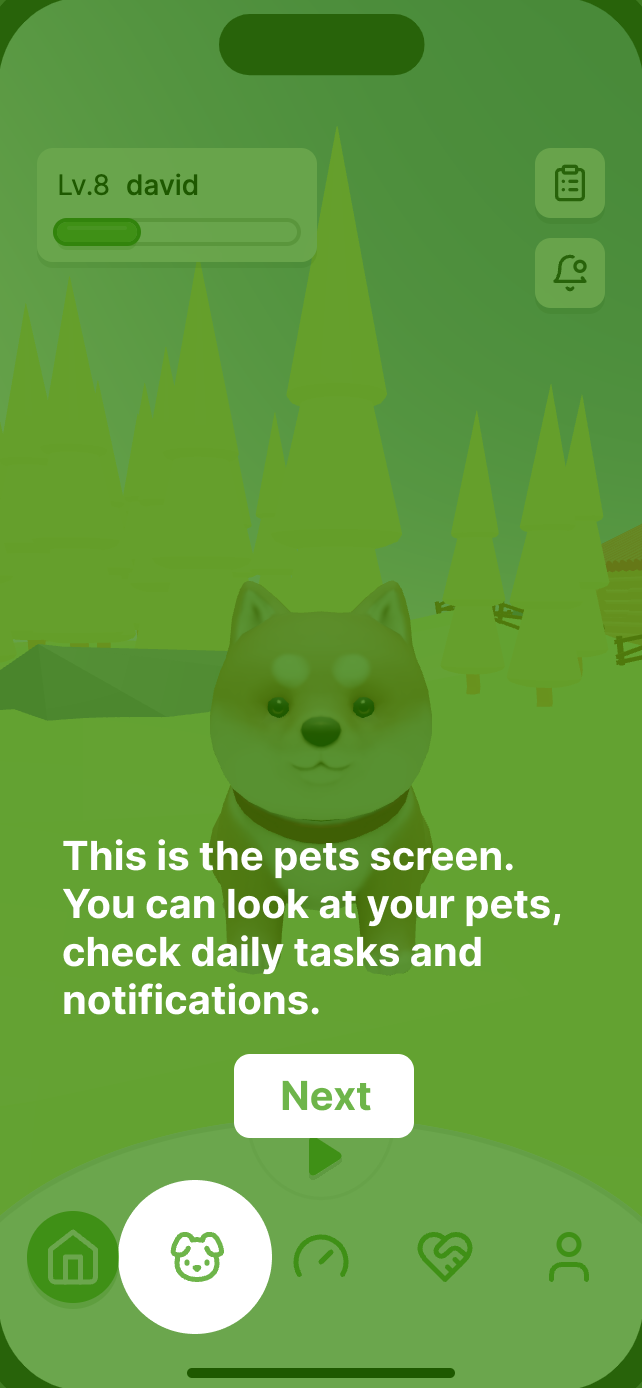 Lv.8 david
This is the pets screen.
You can look at your pets,
check daily tasks and
notifications.
Next